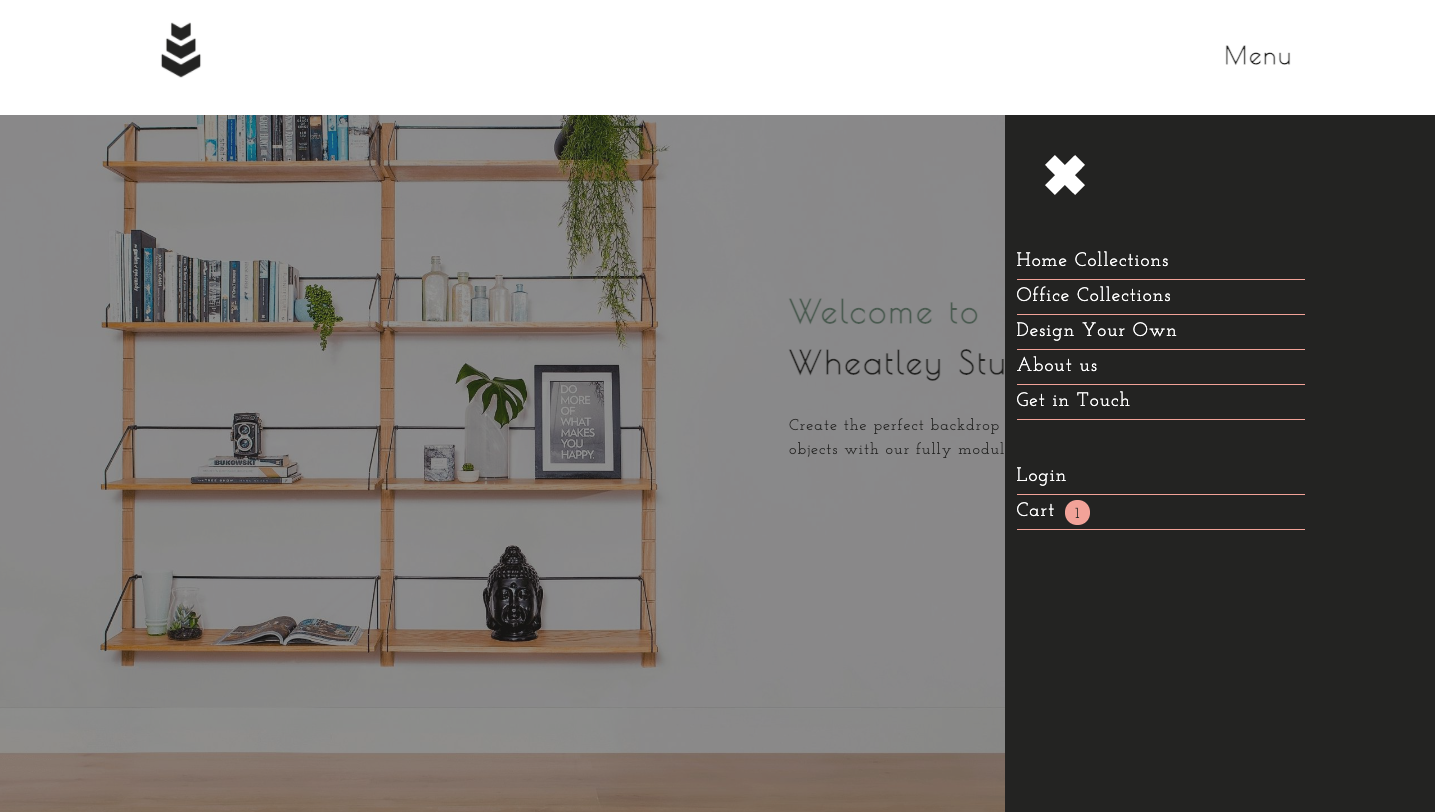 Menu
Home Collections
Office Collections
Design Your Own
About us
Get in Touch
Login
Cart 1
Welcome to
Wheatley Stu
Create the perfect backdrop
objects with our fully modul
DO
MORE
OF
WHAT
MAKES
YOU
HAPPY.
BUKOWSKI